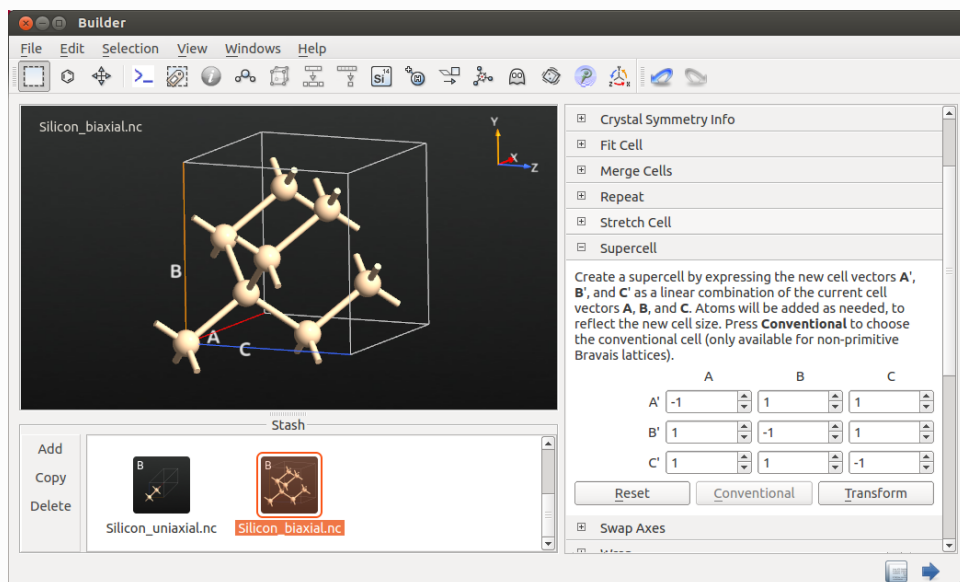 Builder
File Edit Selection View Windows Help
Si 14
Silicon_biaxial.nc
Y
X
Z
B
A
C
Crystal Symmetry Info
Fit Cell
Merge Cells
Repeat
Stretch Cell
Supercell
Create a supercell by expressing the new cell vectors A',
B', and C' as a linear combination of the current cell
vectors A, B, and C. Atoms will be added as needed, to
reflect the new cell size. Press Conventional to choose
the conventional cell (only available for non-primitive
Bravais lattices).
A B C
A' -1 1 1
B' 1 -1 1
C' 1 1 -1
Reset Conventional Transform
Swap Axes
Stash
Add
Copy
Delete
B
Silicon_uniaxial.nc
B
Silicon_biaxial.nc